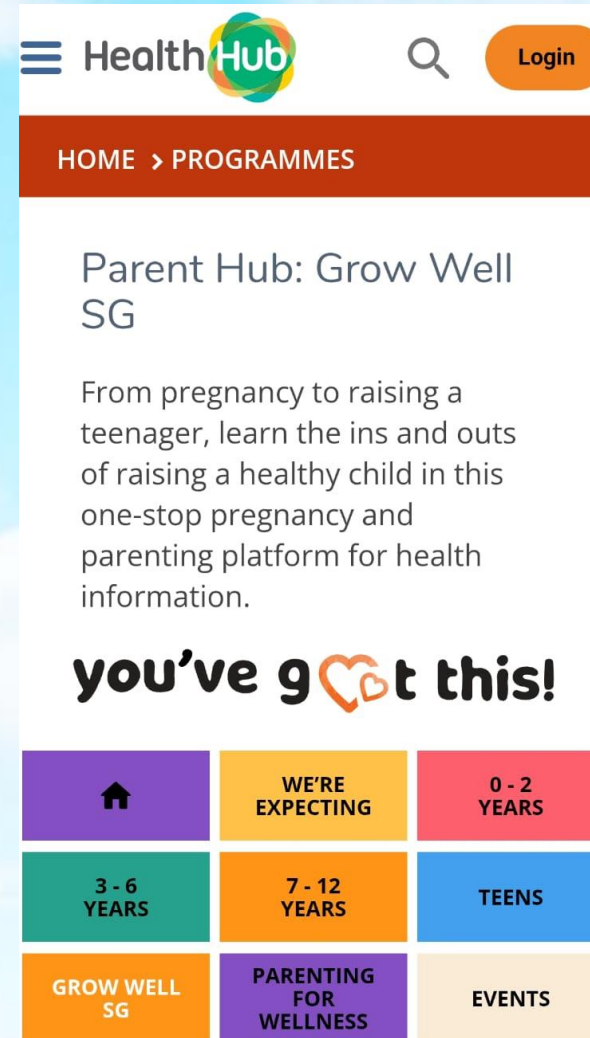 HealthHub
Login
HOME > PROGRAMMES
Parent Hub: Grow Well
SG
From pregnancy to raising a
teenager, learn the ins and outs
of raising a healthy child in this
one-stop pregnancy and
parenting platform for health
information.
you've got this!
WE'RE
EXPECTING
0 - 2
YEARS
3 - 6
YEARS
7 - 12
YEARS
TEENS
GROW WELL
SG
PARENTING
FOR
WELLNESS
EVENTS